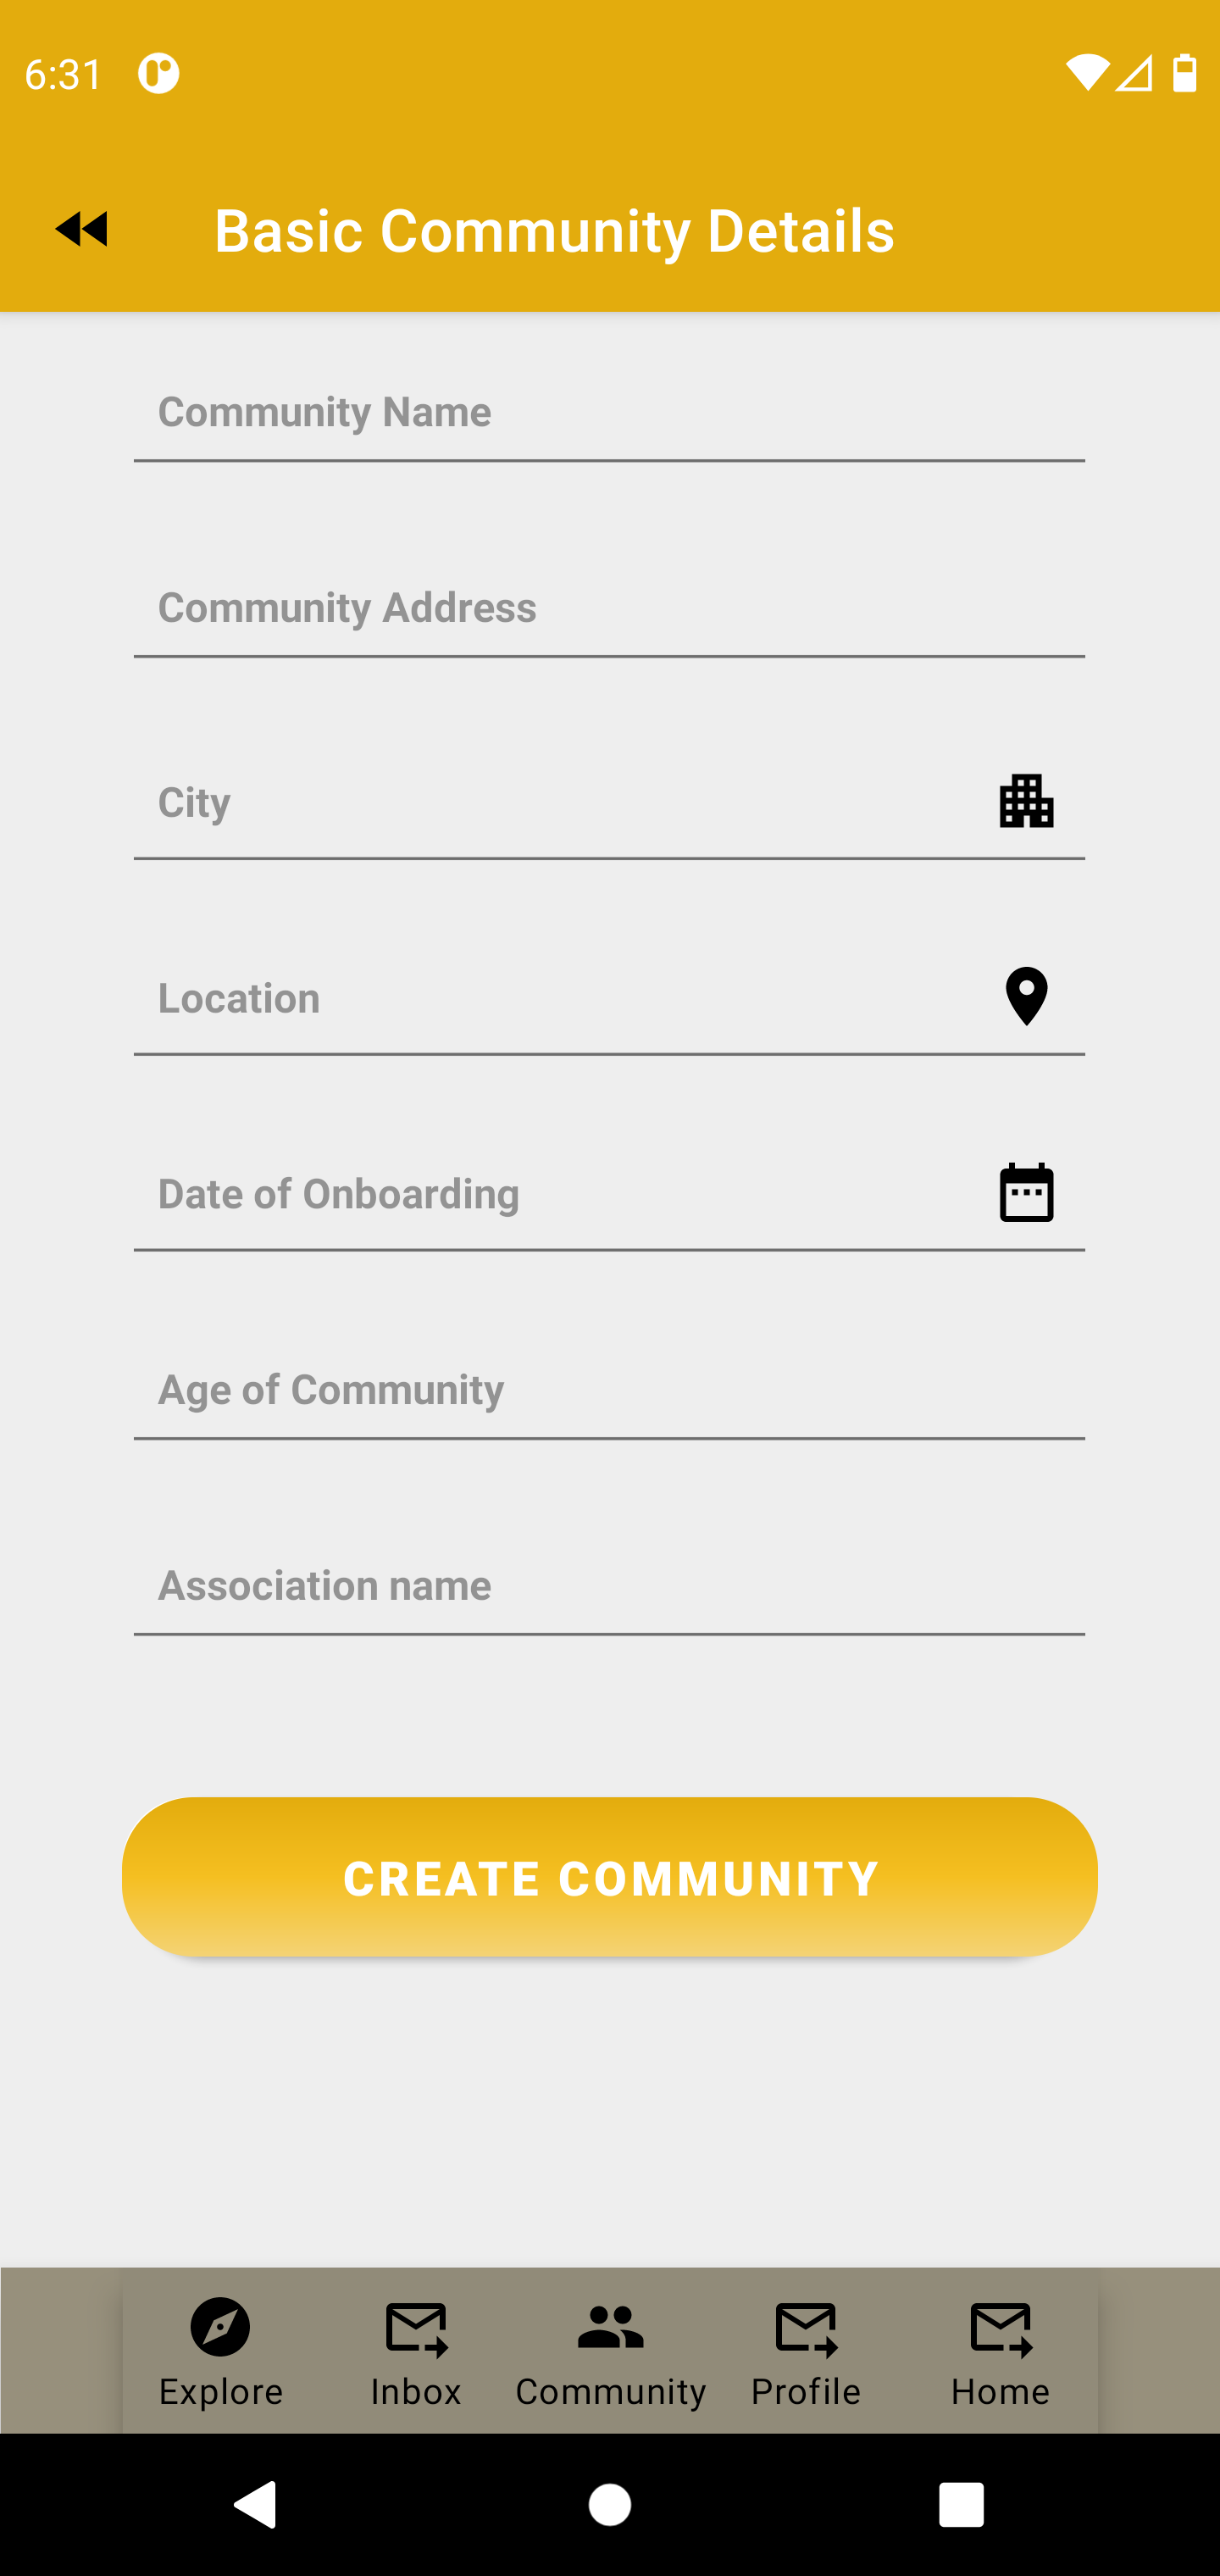 6:31
Basic Community Details
Community Name
Community Address
City
Location
Date of Onboarding
Age of Community
Association name
CREATE COMMUNITY
Explore Inbox Community Profile Home